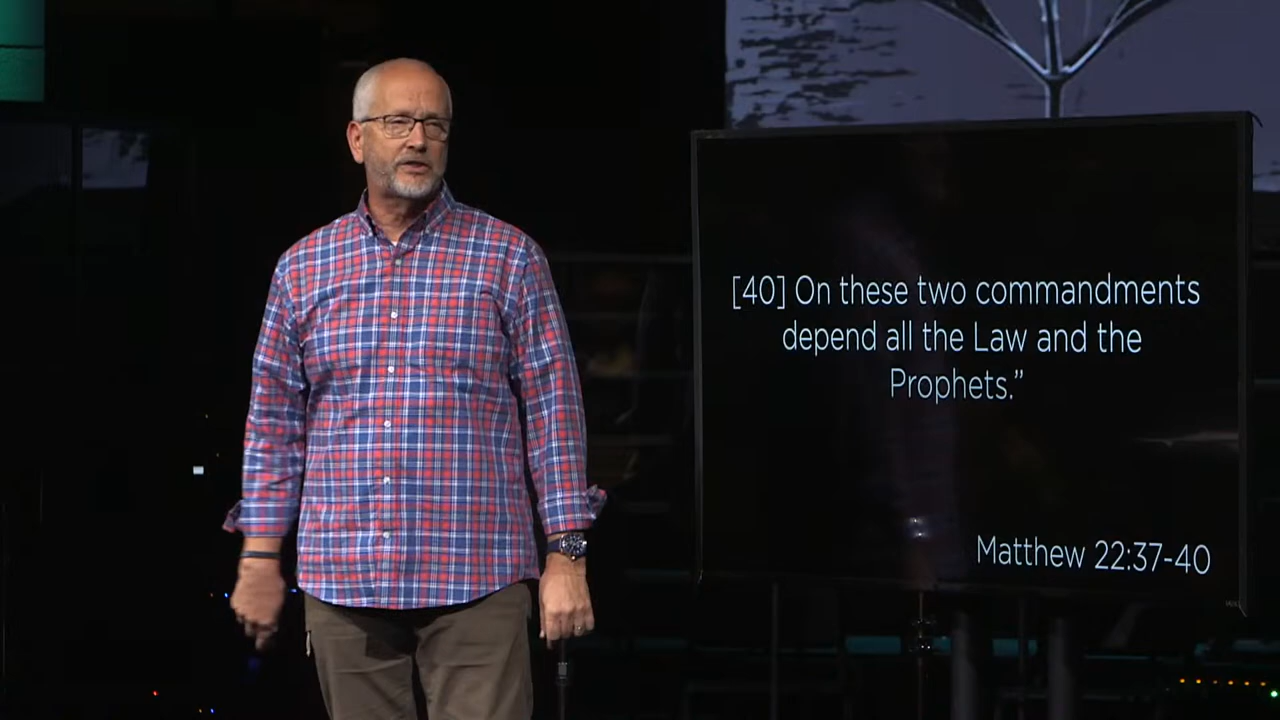 [40] On these two commandments
depend all the Law and the
Prophets.”
Matthew 22:37-40